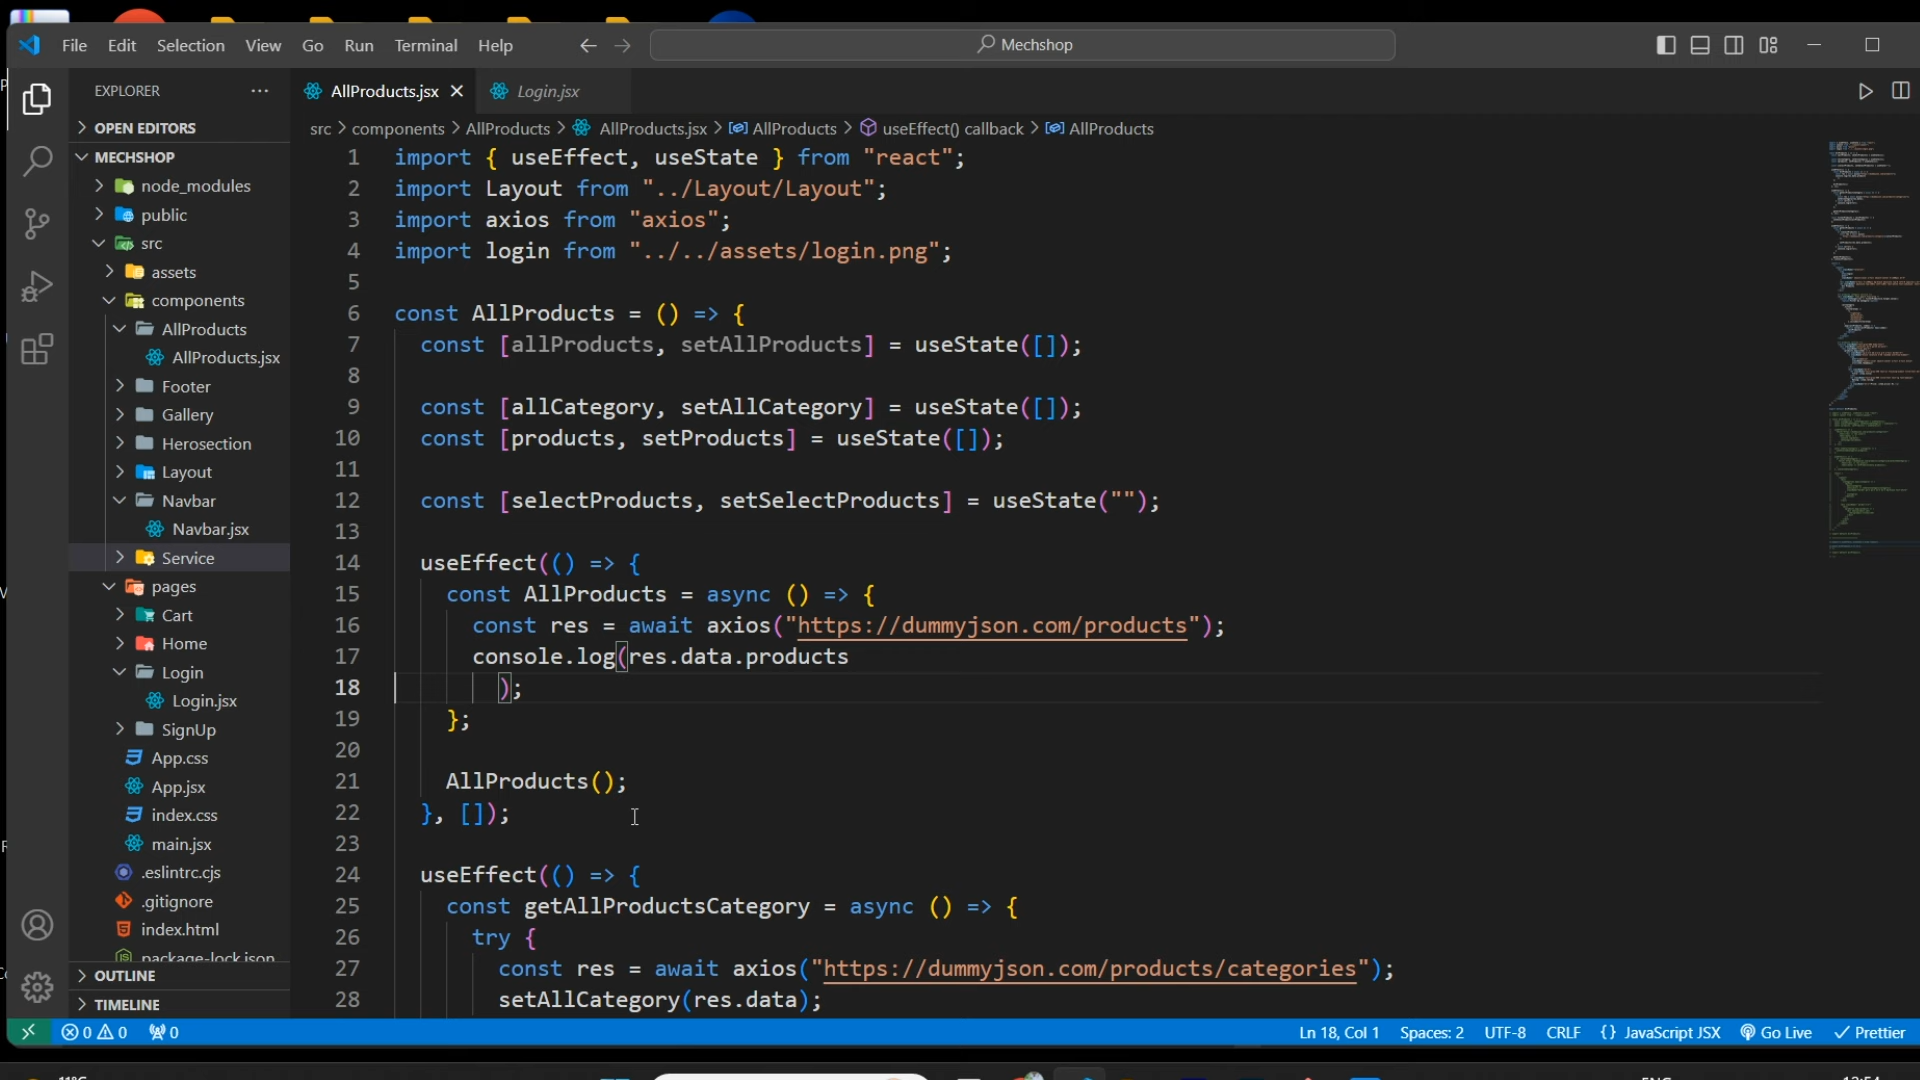 File Edit Selection View Go Run Terminal Help
Mechshop
EXPLORER
AllProducts.jsx
Login.jsx
OPEN EDITORS
src > components > AllProducts > AllProducts.jsx > AllProducts > useEffect() callback > AllProducts
MECHSHOP
node_modules
public
src
assets
components
AllProducts
AllProducts.jsx
Footer
Gallery
Herosection
Layout
Navbar
Navbar.jsx
Service
pages
Cart
Home
Login
Login.jsx
SignUp
App.css
App.jsx
index.css
main.jsx
.eslintrc.cjs
.gitignore
index.html
package-lock.json
OUTLINE
TIMELINE
1 import { useEffect, useState } from "react";
2 import Layout from "../Layout/Layout";
3 import axios from "axios";
4 import login from "../../assets/login.png";
5
6 const AllProducts = () => {
7 const [allProducts, setAllProducts] = useState([]);
8
9 const [allCategory, setAllCategory] = useState([]);
10 const [products, setProducts] = useState([]);
11
12 const [selectProducts, setSelectProducts] = useState("");
13
14 useEffect(() => {
15 const AllProducts = async () => {
16 const res = await axios("https://dummyjson.com/products");
17 console.log(res.data.products
18 );
19 };
20
21 AllProducts();
22 }, []);
23
24 useEffect(() => {
25 const getAllProductsCategory = async () => {
26 try {
27 const res = await axios("https://dummyjson.com/products/categories");
28 setAllCategory(res.data);
0 0 0
Ln 18, Col 1 Spaces: 2 UTF-8 CRLF {} JavaScript JSX Go Live Prettier